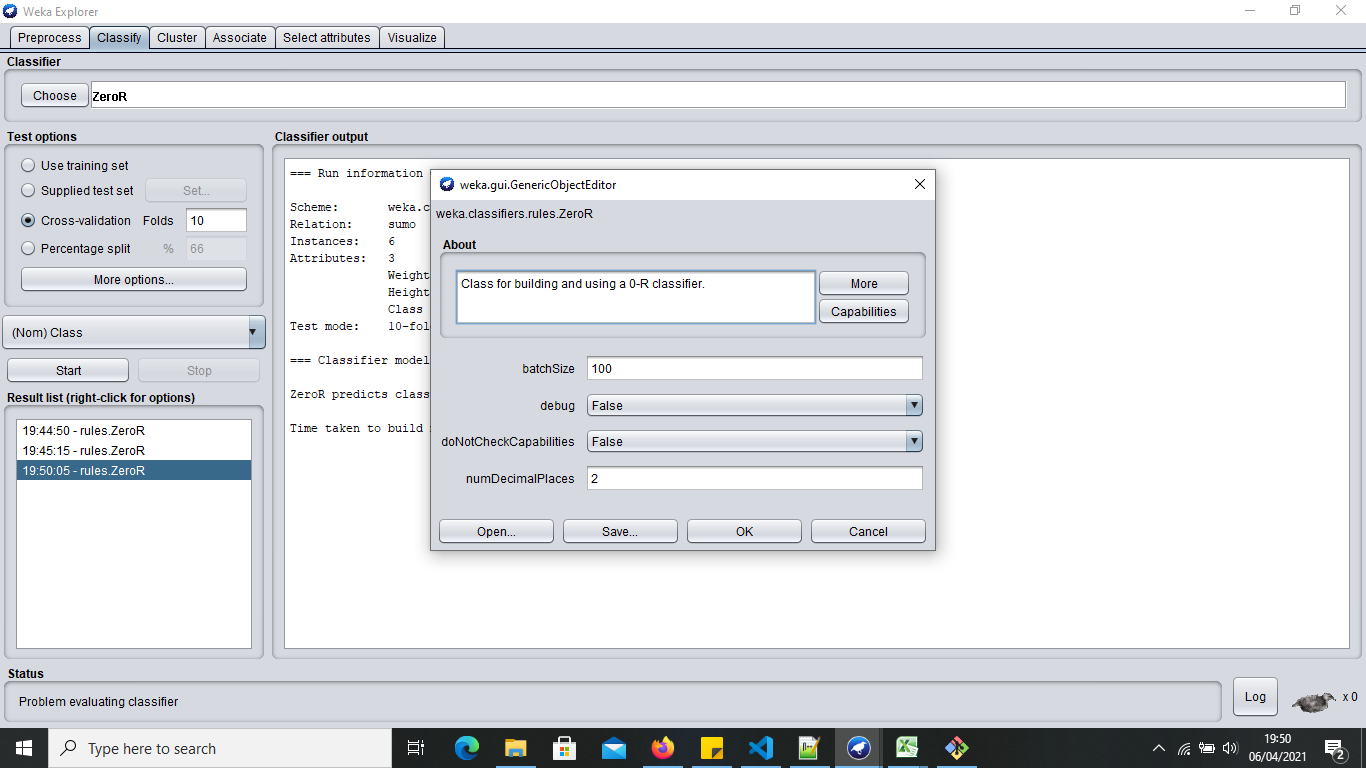 Weka Explorer
Preprocess Classify Cluster Associate Select attributes Visualize
Classifier
Choose ZeroR
Test options
Use training set
Supplied test set Set...
Cross-validation Folds 10
Percentage split % 66
More options...
(Nom) Class
Start Stop
Result list (right-click for options)
19:44:50 - rules.ZeroR
19:45:15 - rules.ZeroR
19:50:05 - rules.ZeroR
Classifier output
=== Run information
Scheme: weka.c
Relation: sumo
Instances: 6
Attributes: 3
Weight
Height
Class
Test mode: 10-fol
=== Classifier model
ZeroR predicts class
Time taken to build
weka.gui.GenericObjectEditor
weka.classifiers.rules.ZeroR
About
Class for building and using a 0-R classifier.
More
Capabilities
batchSize 100
debug False
doNotCheckCapabilities False
numDecimalPlaces 2
Open... Save... OK Cancel
Status
Problem evaluating classifier
Log x 0
Type here to search
19:50
06/04/2021
2